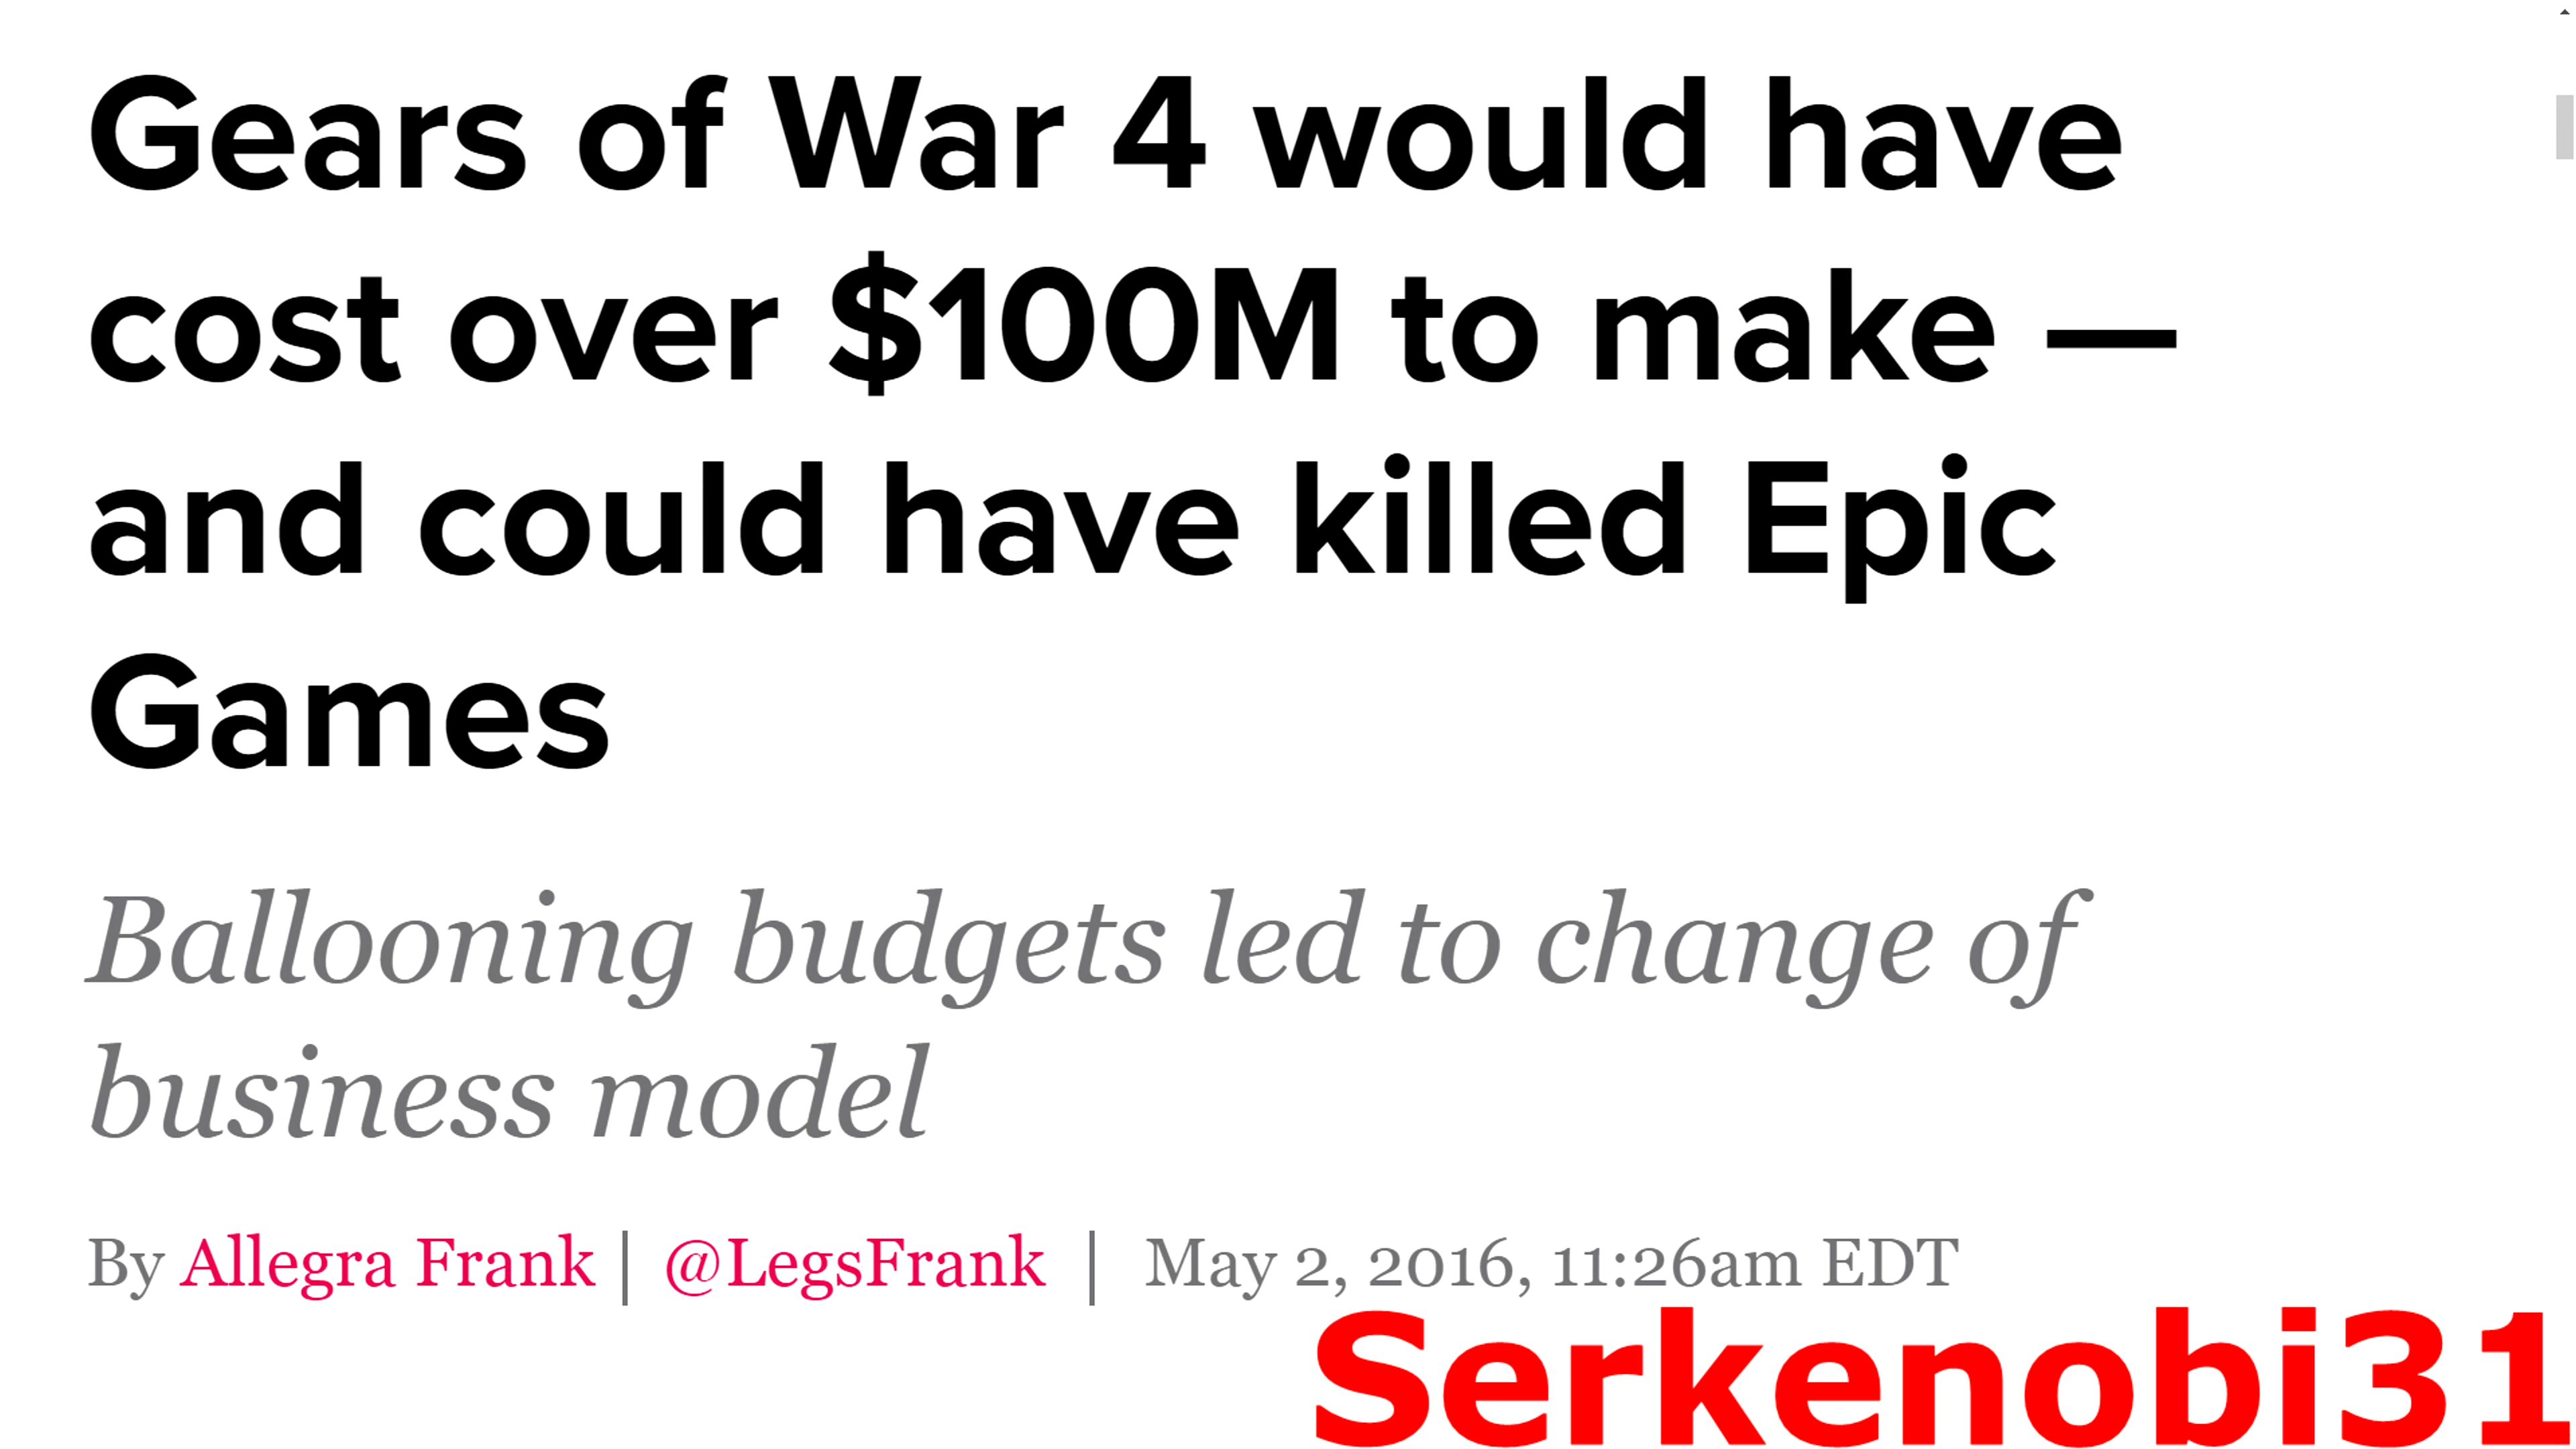 Gears of War 4 would have
cost over $100M to make —
and could have killed Epic
Games
Ballooning budgets led to change of
business model
By Allegra Frank | @LegsFrank | May 2, 2016, 11:26am EDT
Serkenobi31